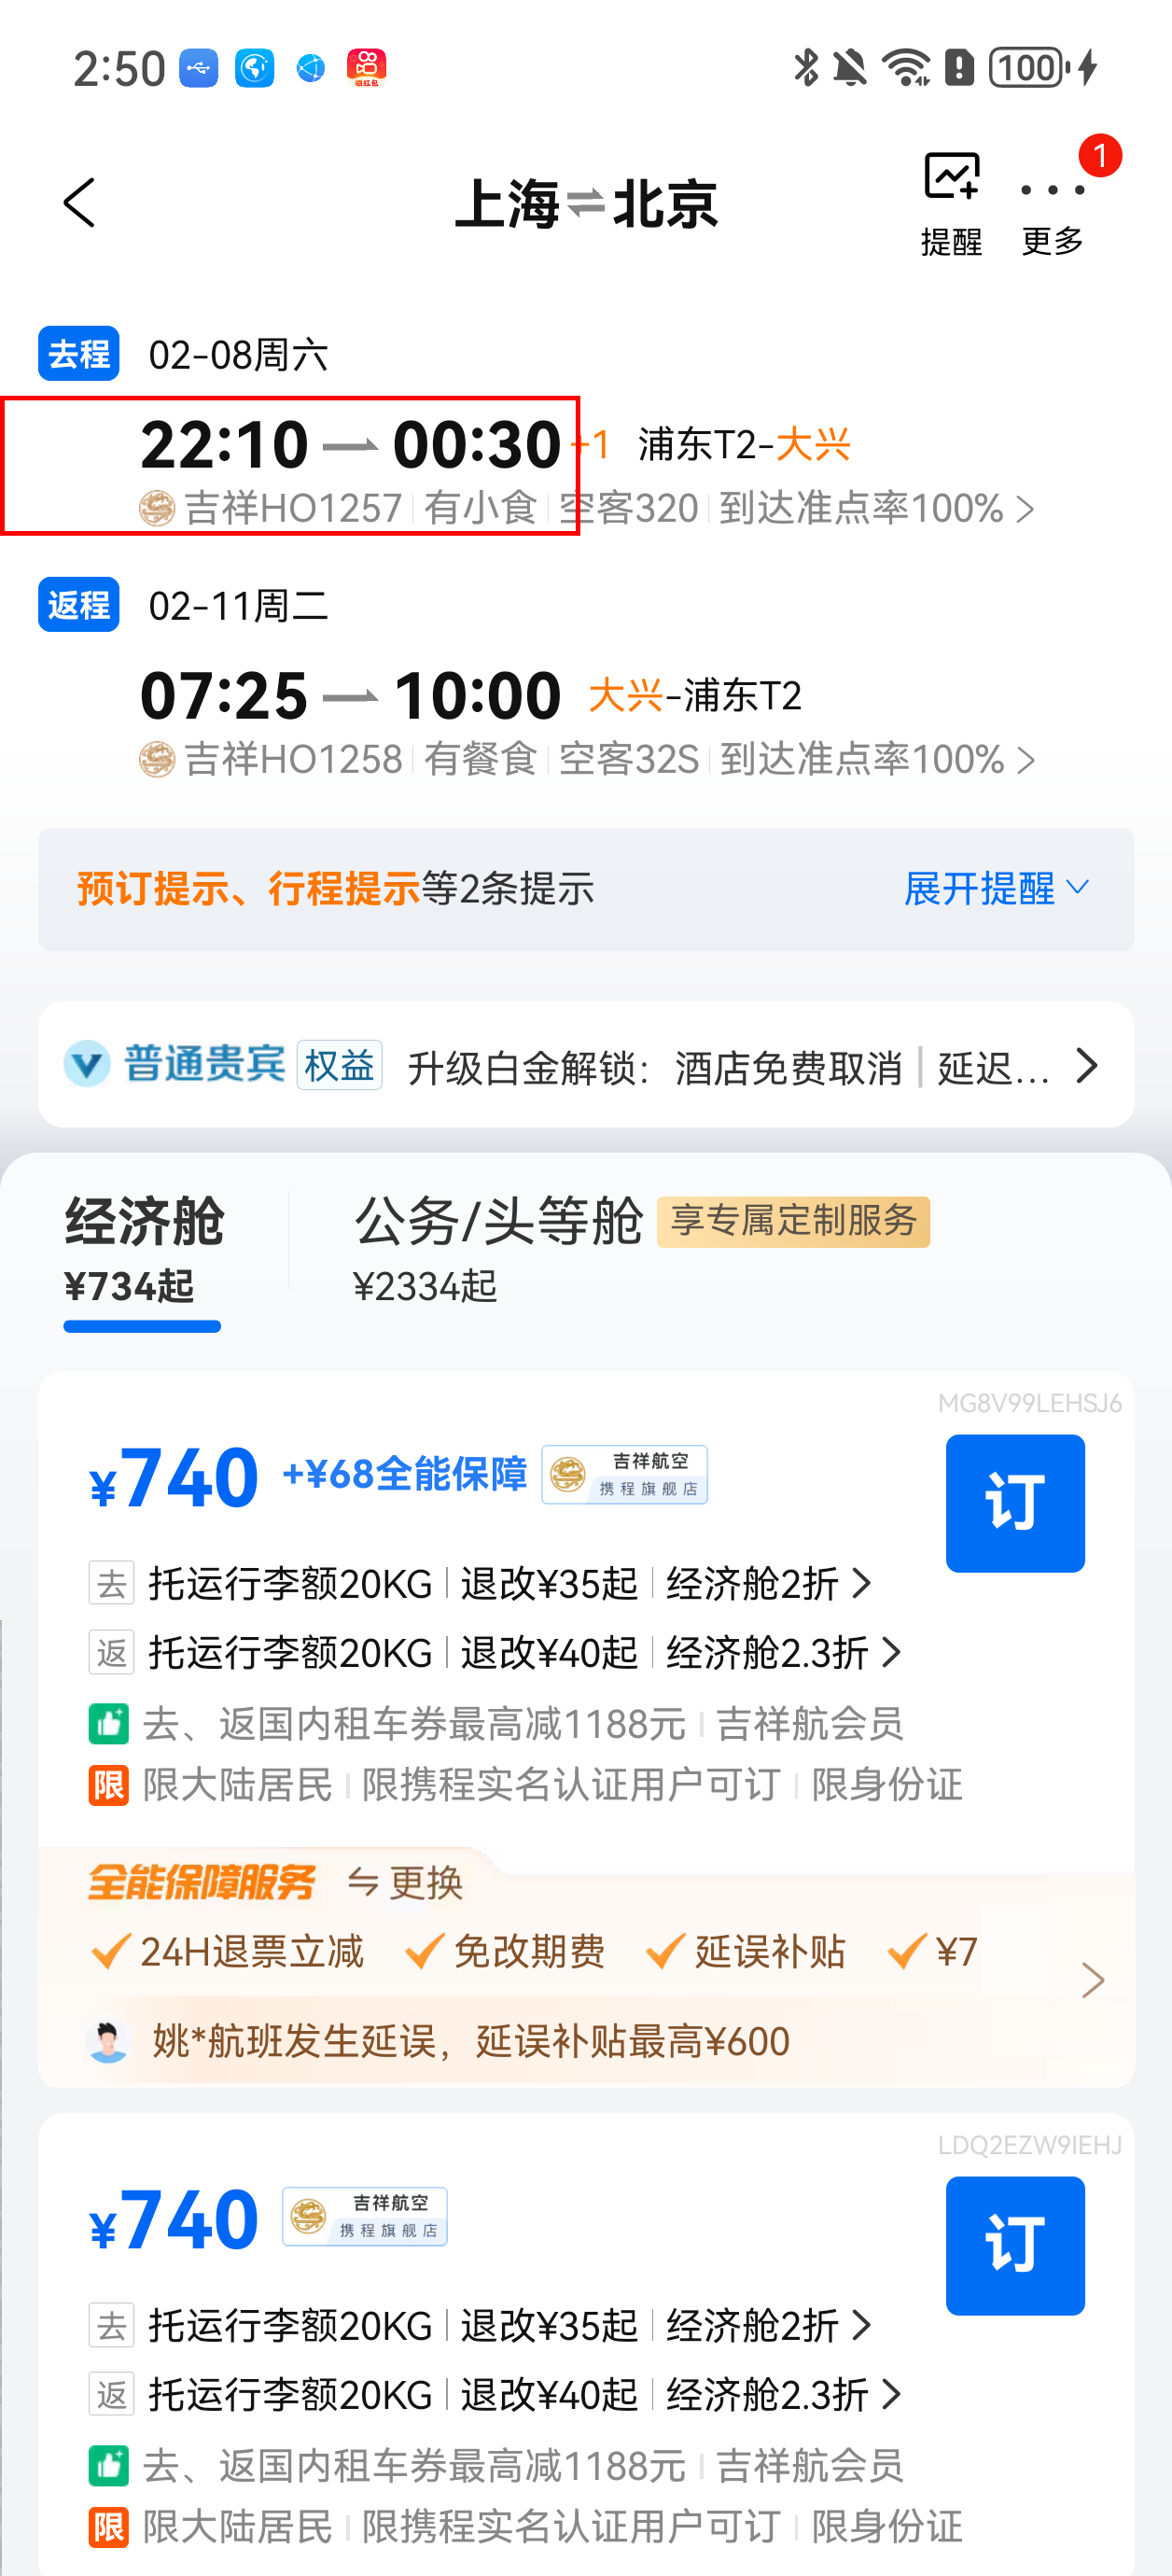 2:50 领红包 100
上海⇌北京
1
提醒 更多
去程 02-08周六
22:10 00:30 +1 浦东T2-大兴
吉祥HO1257 有小食 空客320 到达准点率100%
返程 02-11周二
07:25 10:00 大兴-浦东T2
吉祥HO1258 有餐食 空客32S 到达准点率100%
预订提示、行程提示等2条提示 展开提醒
普通贵宾 权益 升级白金解锁：酒店免费取消 延迟...
经济舱 公务/头等舱 享专属定制服务
¥734起 ¥2334起
MG8V99LEHSJ6
¥740 +¥68全能保障 吉祥航空 携程旗舰店 订
去 托运行李额20KG 退改¥35起 经济舱2折
返 托运行李额20KG 退改¥40起 经济舱2.3折
去、返国内租车券最高减1188元 吉祥航会员
限 限大陆居民 限携程实名认证用户可订 限身份证
全能保障服务 更换
24H退票立减 免改期费 延误补贴 ¥7
姚*航班发生延误，延误补贴最高¥600
LDQ2EZW9IEHJ
¥740 吉祥航空 携程旗舰店 订
去 托运行李额20KG 退改¥35起 经济舱2折
返 托运行李额20KG 退改¥40起 经济舱2.3折
去、返国内租车券最高减1188元 吉祥航会员
限 限大陆居民 限携程实名认证用户可订 限身份证